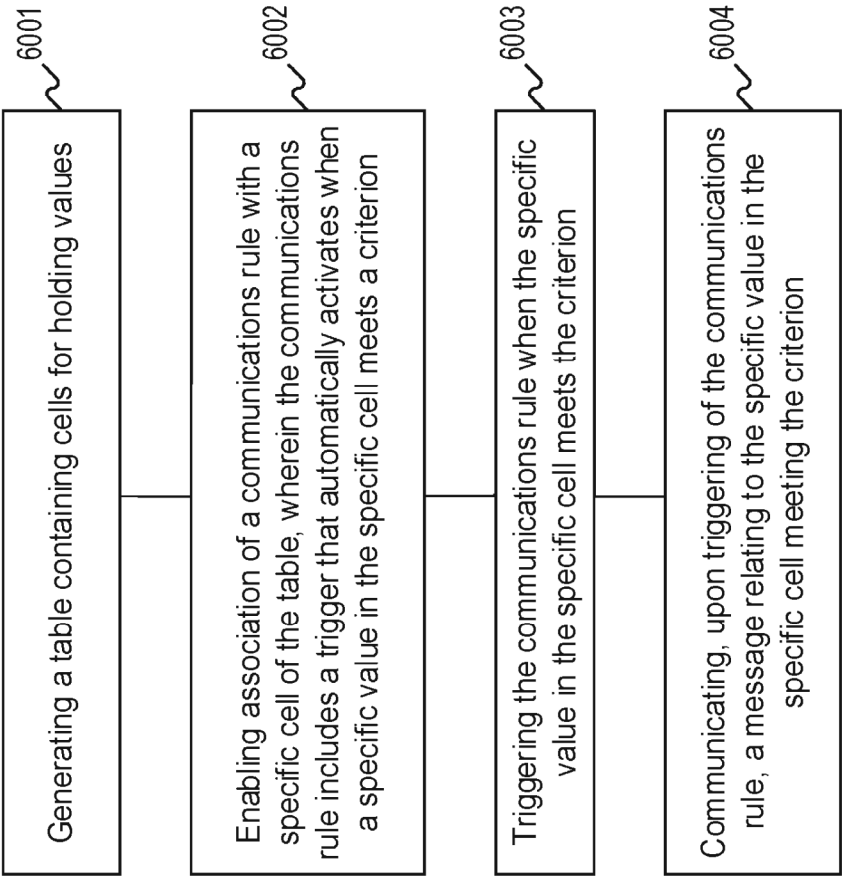 6001
Generating a table containing cells for holding values
6002
Enabling association of a communications rule with a
specific cell of the table, wherein the communications
rule includes a trigger that automatically activates when
a specific value in the specific cell meets a criterion
6003
Triggering the communications rule when the specific
value in the specific cell meets the criterion
6004
Communicating, upon triggering of the communications
rule, a message relating to the specific value in the
specific cell meeting the criterion